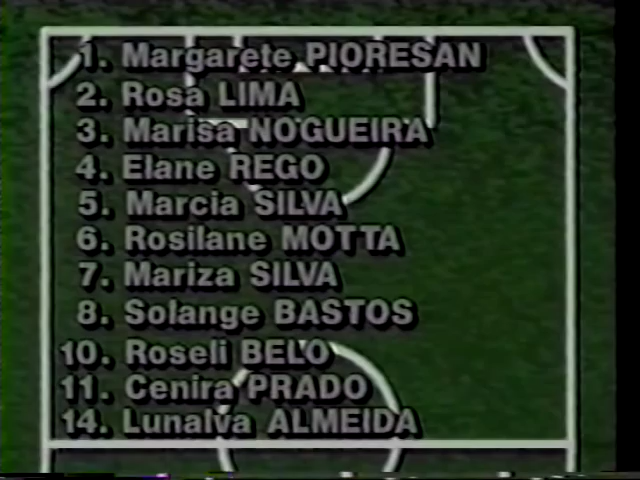 1. Margarete PIORESAN
2. Rosa LIMA
3. Marisa NOGUEIRA
4. Elane REGO
5. Marcia SILVA
6. Rosilane MOTTA
7. Mariza SILVA
8. Solange BASTOS
10. Roseli BELO
11. Cenira PRADO
14. Lunalva ALMEIDA